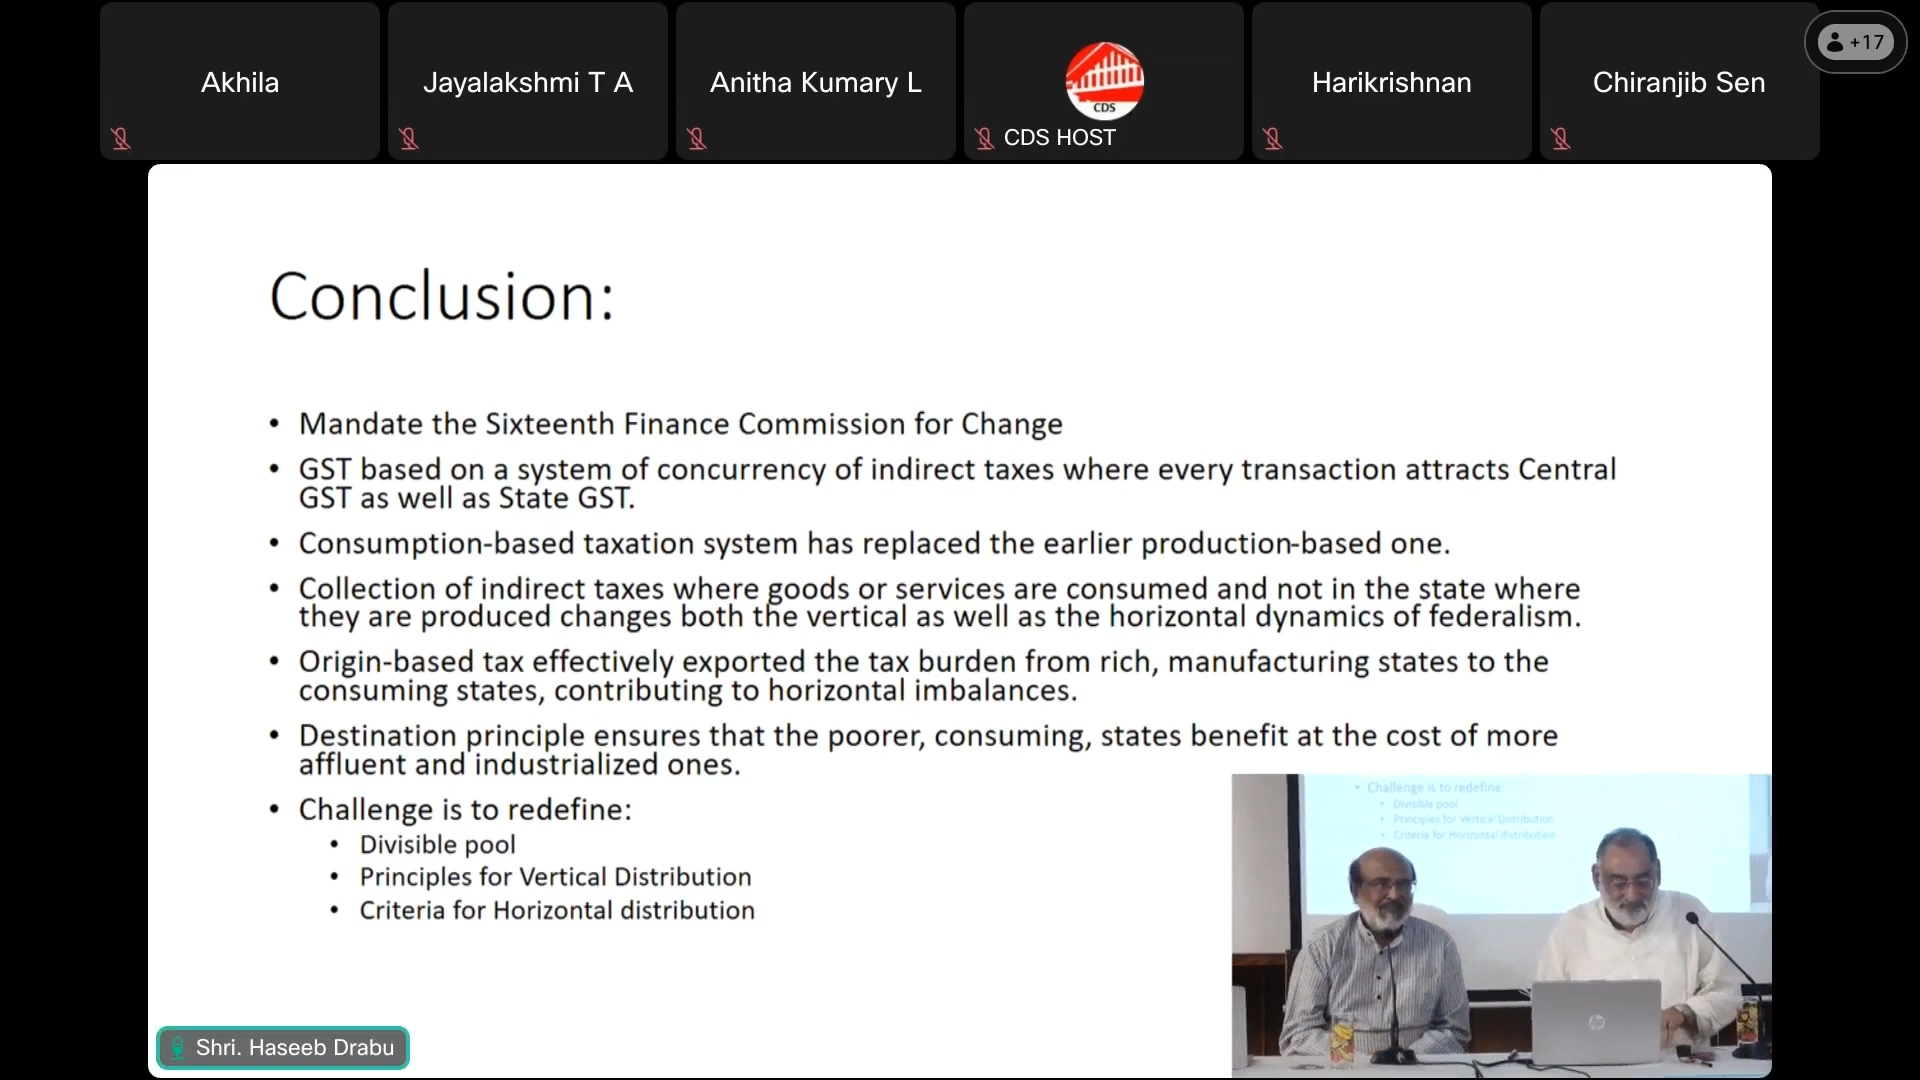 Akhila
Jayalakshmi T A
Anitha Kumary L
CDS
CDS HOST
Harikrishnan
Chiranjib Sen
+17
Conclusion:
• Mandate the Sixteenth Finance Commission for Change
• GST based on a system of concurrency of indirect taxes where every transaction attracts Central
GST as well as State GST.
• Consumption-based taxation system has replaced the earlier production-based one.
• Collection of indirect taxes where goods or services are consumed and not in the state where
they are produced changes both the vertical as well as the horizontal dynamics of federalism.
• Origin-based tax effectively exported the tax burden from rich, manufacturing states to the
consuming states, contributing to horizontal imbalances.
• Destination principle ensures that the poorer, consuming, states benefit at the cost of more
affluent and industrialized ones.
• Challenge is to redefine:
• Divisible pool
• Principles for Vertical Distribution
• Criteria for Horizontal distribution
• Challenge is to redefine:
• Divisible pool
• Principles for Vertical Distribution
• Criteria for Horizontal distribution
hp
Shri. Haseeb Drabu